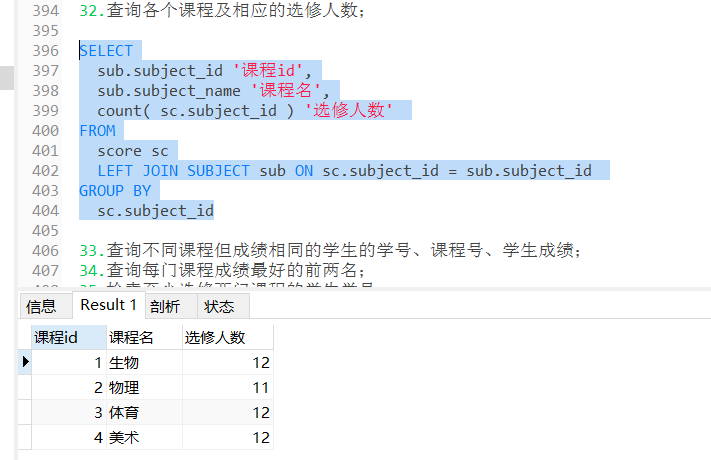 394 32.查询各个课程及相应的选修人数；
395
396 SELECT
397 sub.subject_id '课程id',
398 sub.subject_name '课程名',
399 count( sc.subject_id ) '选修人数'
400 FROM
401 score sc
402 LEFT JOIN SUBJECT sub ON sc.subject_id = sub.subject_id
403 GROUP BY
404 sc.subject_id
405
406 33.查询不同课程但成绩相同的学生的学号、课程号、学生成绩；
407 34.查询每门课程成绩最好的前两名；
信息 Result 1 剖析 状态
课程id 课程名 选修人数
1 生物 12
2 物理 11
3 体育 12
4 美术 12